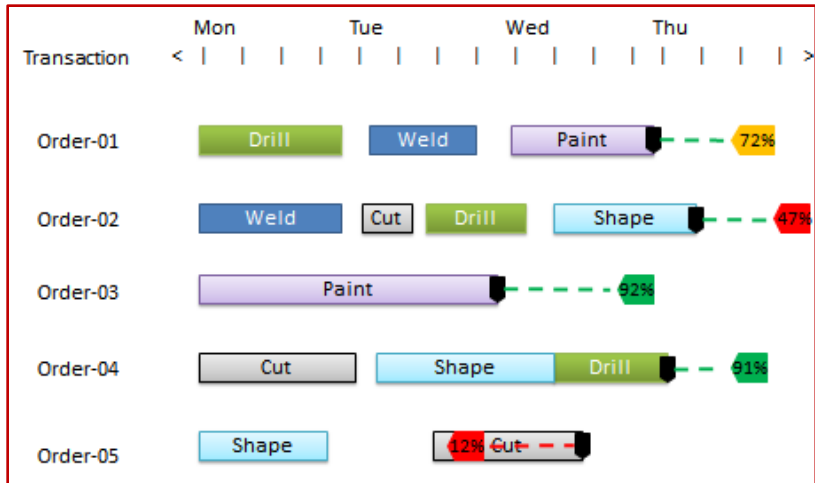 Mon Tue Wed Thu
Transaction < | | | | | | | | | | | | | | | | >
Order-01 Drill Weld Paint 72%
Order-02 Weld Cut Drill Shape 47%
Order-03 Paint 92%
Order-04 Cut Shape Drill 91%
Order-05 Shape 12% Cut